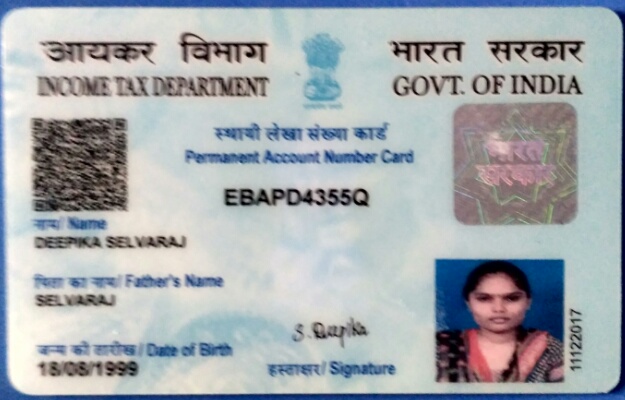 आयकर विभाग
INCOME TAX DEPARTMENT
भारत सरकार
GOVT. OF INDIA
स्थायी लेखा संख्या कार्ड
Permanent Account Number Card
EBAPD4355Q
भारत
सरकार
नाम/ Name
DEEPIKA SELVARAJ
पिता का नाम/ Father's Name
SELVARAJ
जन्म की तारीख/ Date of Birth
18/08/1999
S. Deepika
हस्ताक्षर/ Signature
11122017